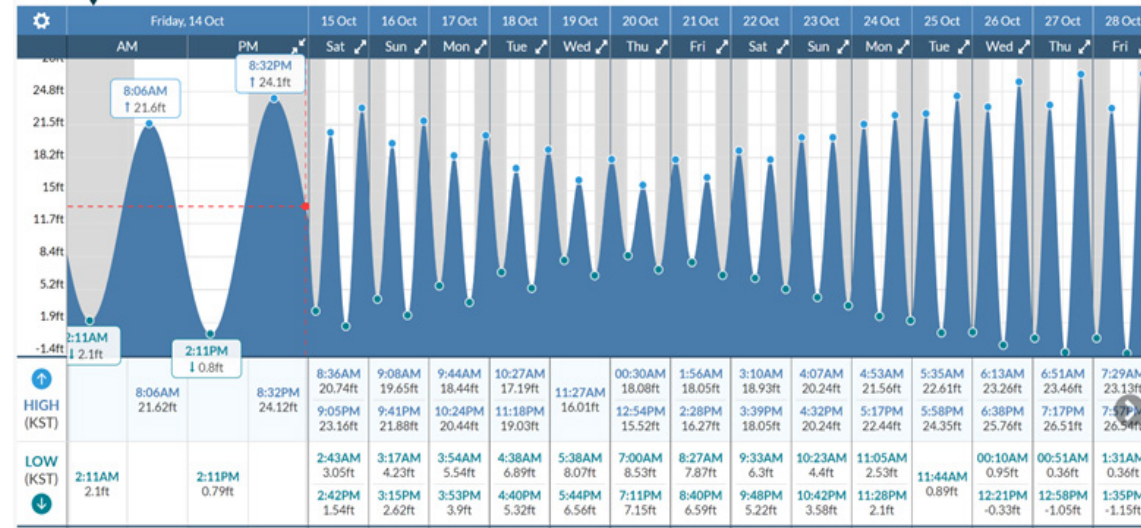 Friday, 14 Oct 15 Oct 16 Oct 17 Oct 18 Oct 19 Oct 20 Oct 21 Oct 22 Oct 23 Oct 24 Oct 25 Oct 26 Oct 27 Oct 28 Oct
AM PM Sat Sun Mon Tue Wed Thu Fri Sat Sun Mon Tue Wed Thu Fri
8:32PM
↑ 24.1ft
8:06AM
↑ 21.6ft
24.8ft
21.5ft
18.2ft
15ft
11.7ft
8.4ft
5.2ft
1.9ft
-1.4ft
2:11AM
↓ 2.1ft
2:11PM
↓ 0.8ft
HIGH
(KST)
8:06AM
21.62ft
8:32PM
24.12ft
8:36AM 9:08AM 9:44AM 10:27AM 11:27AM 00:30AM 1:56AM 3:10AM 4:07AM 4:53AM 5:35AM 6:13AM 6:51AM 7:29AM
20.74ft 19.65ft 18.44ft 17.19ft 16.01ft 18.08ft 18.05ft 18.93ft 20.24ft 21.56ft 22.61ft 23.26ft 23.46ft 23.13ft
9:05PM 9:41PM 10:24PM 11:18PM 12:54PM 2:28PM 3:39PM 4:32PM 5:17PM 5:58PM 6:38PM 7:17PM
23.16ft 21.88ft 20.44ft 19.03ft 15.52ft 16.27ft 18.05ft 20.24ft 22.44ft 24.35ft 25.76ft 26.51ft
LOW
(KST)
2:11AM
2.1ft
2:11PM
0.79ft
2:43AM 3:17AM 3:54AM 4:38AM 5:38AM 7:00AM 8:27AM 9:33AM 10:23AM 11:05AM 11:44AM 00:10AM 00:51AM 1:31AM
3.05ft 4.23ft 5.54ft 6.89ft 8.07ft 8.53ft 7.87ft 6.3ft 4.4ft 2.53ft 0.89ft 0.95ft 0.36ft 0.36ft
2:42PM 3:15PM 3:53PM 4:40PM 5:44PM 7:11PM 8:40PM 9:48PM 10:42PM 11:28PM 12:21PM 12:58PM 1:35PM
1.54ft 2.62ft 3.9ft 5.32ft 6.56ft 7.15ft 6.59ft 5.22ft 3.58ft 2.1ft -0.33ft -1.05ft -1.15ft